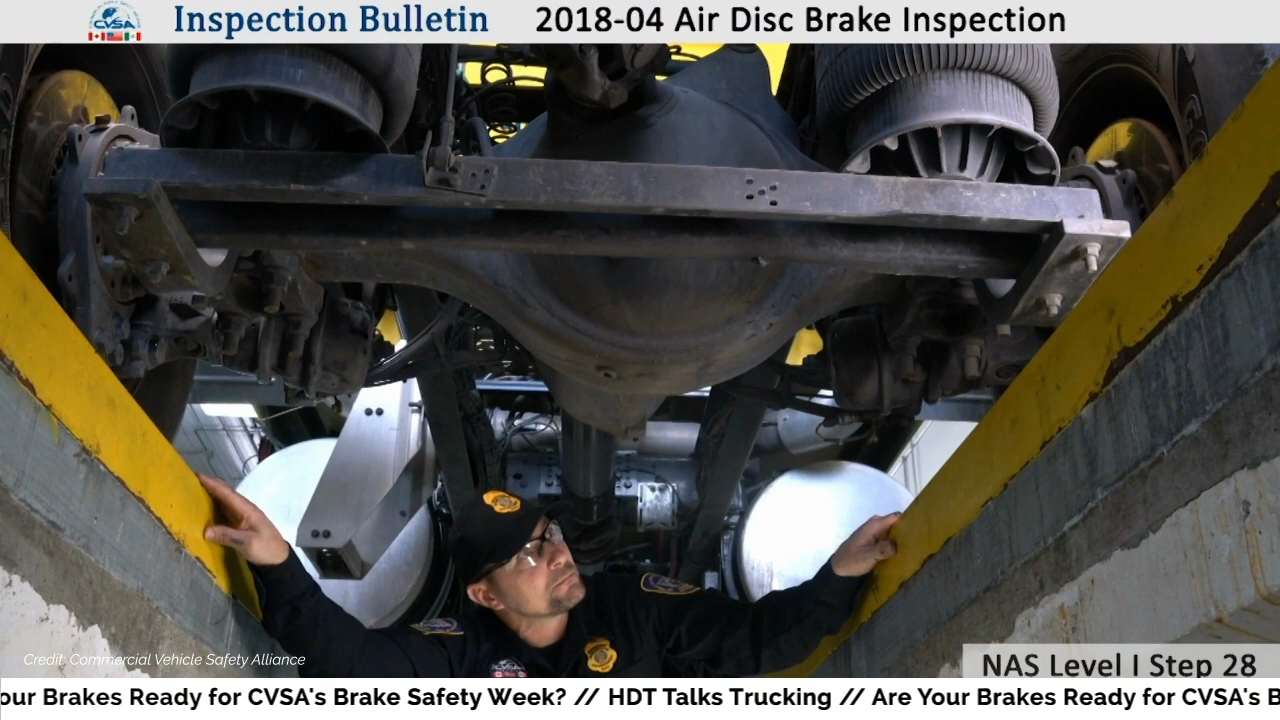 CVSA
Inspection Bulletin
2018-04 Air Disc Brake Inspection
CVSA
Credit: Commercial Vehicle Safety Alliance
NAS Level I Step 28
our Brakes Ready for CVSA's Brake Safety Week? // HDT Talks Trucking // Are Your Brakes Ready for CVSA's B